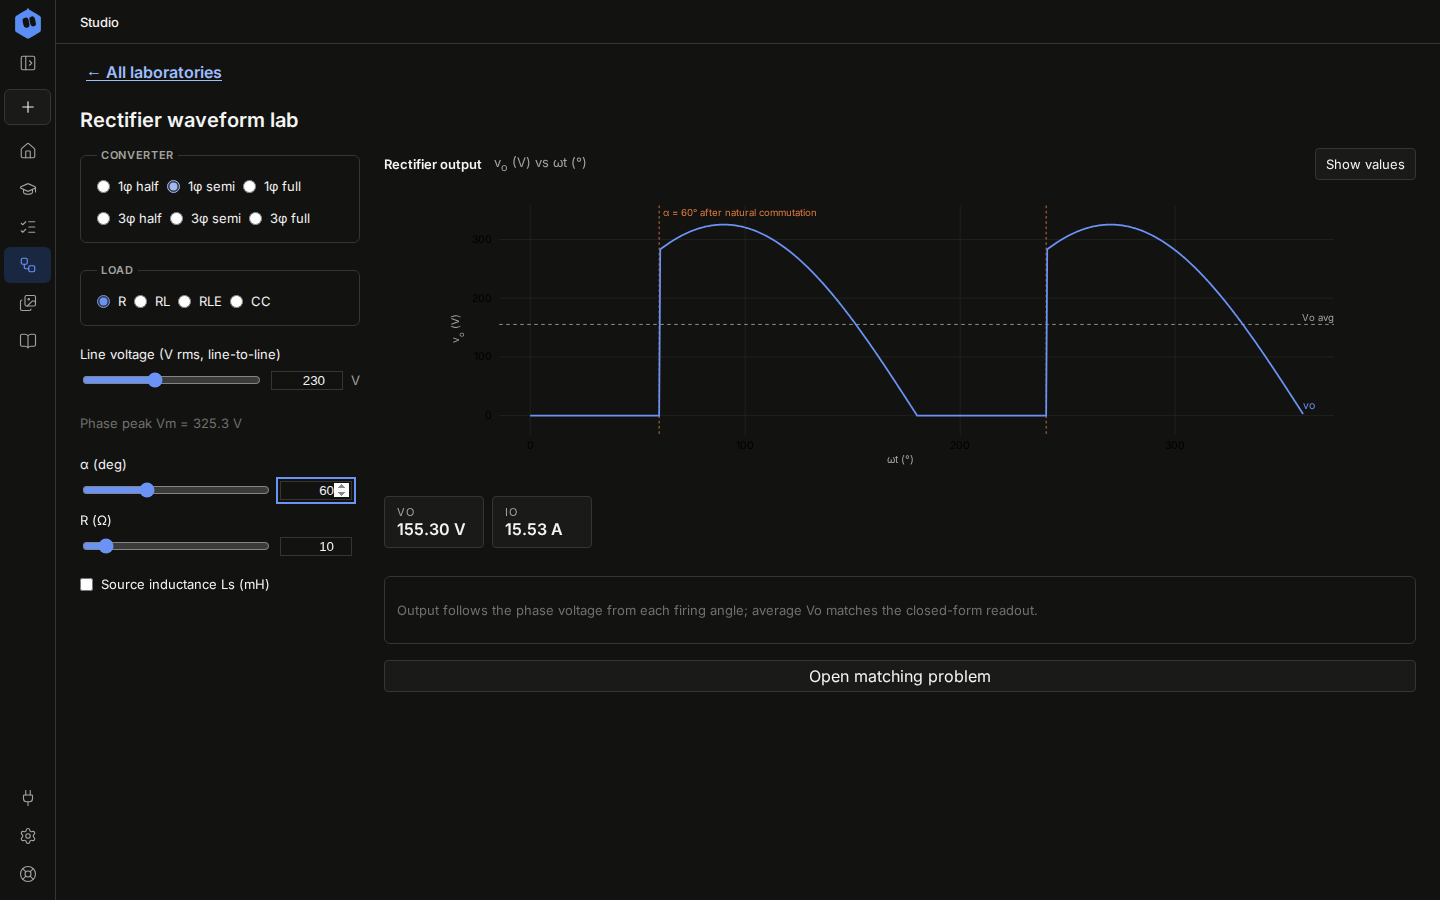 Studio
← All laboratories
Rectifier waveform lab
CONVERTER
1φ half 1φ semi 1φ full
3φ half 3φ semi 3φ full
LOAD
R RL RLE CC
Line voltage (V rms, line-to-line)
230 V
Phase peak Vm = 325.3 V
α (deg)
60
R (Ω)
10
Source inductance Ls (mH)
Rectifier output vo (V) vs ωt (°)
Show values
α = 60° after natural commutation
300
200
100
0
vo (V)
Vo avg
vo
0 100 200 300
ωt (°)
VO
155.30 V
IO
15.53 A
Output follows the phase voltage from each firing angle; average Vo matches the closed-form readout.
Open matching problem